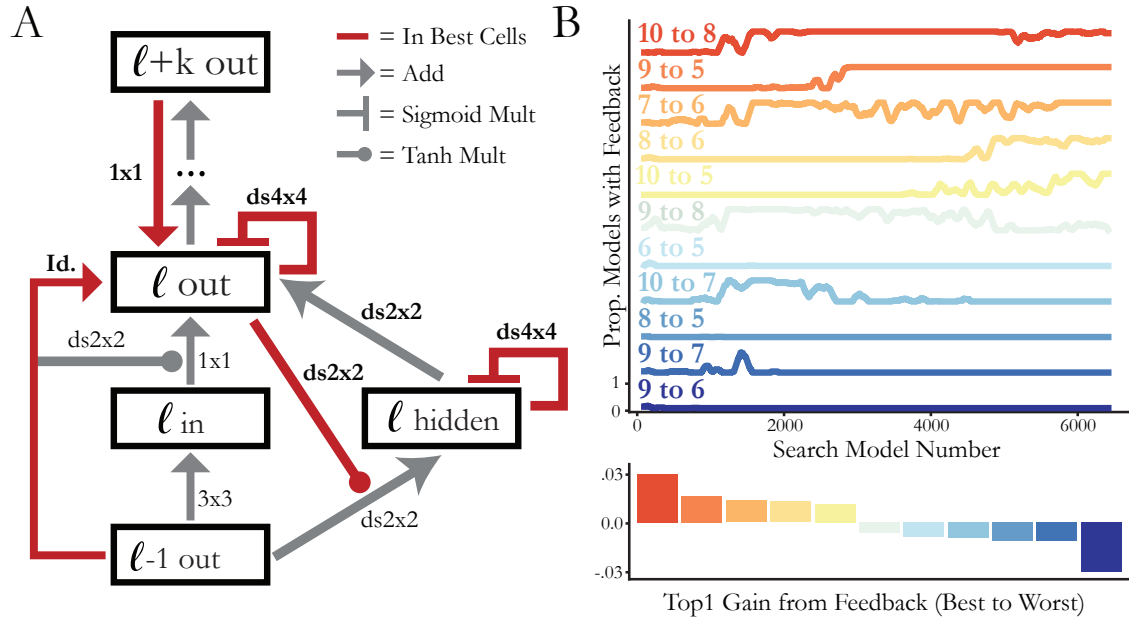 A
ℓ+k out
= In Best Cells
= Add
= Sigmoid Mult
= Tanh Mult
1x1
...
ds4x4
Id.
ℓ out
ds2x2
ds2x2
1x1
ds2x2
ds4x4
ℓ in
ℓ hidden
3x3
ds2x2
ℓ-1 out
B
Prop. Models with Feedback
10 to 8
9 to 5
7 to 6
8 to 6
10 to 5
9 to 8
6 to 5
10 to 7
8 to 5
9 to 7
9 to 6
1
0
0
2000
4000
6000
Search Model Number
.03
0.0
-.03
Top1 Gain from Feedback (Best to Worst)